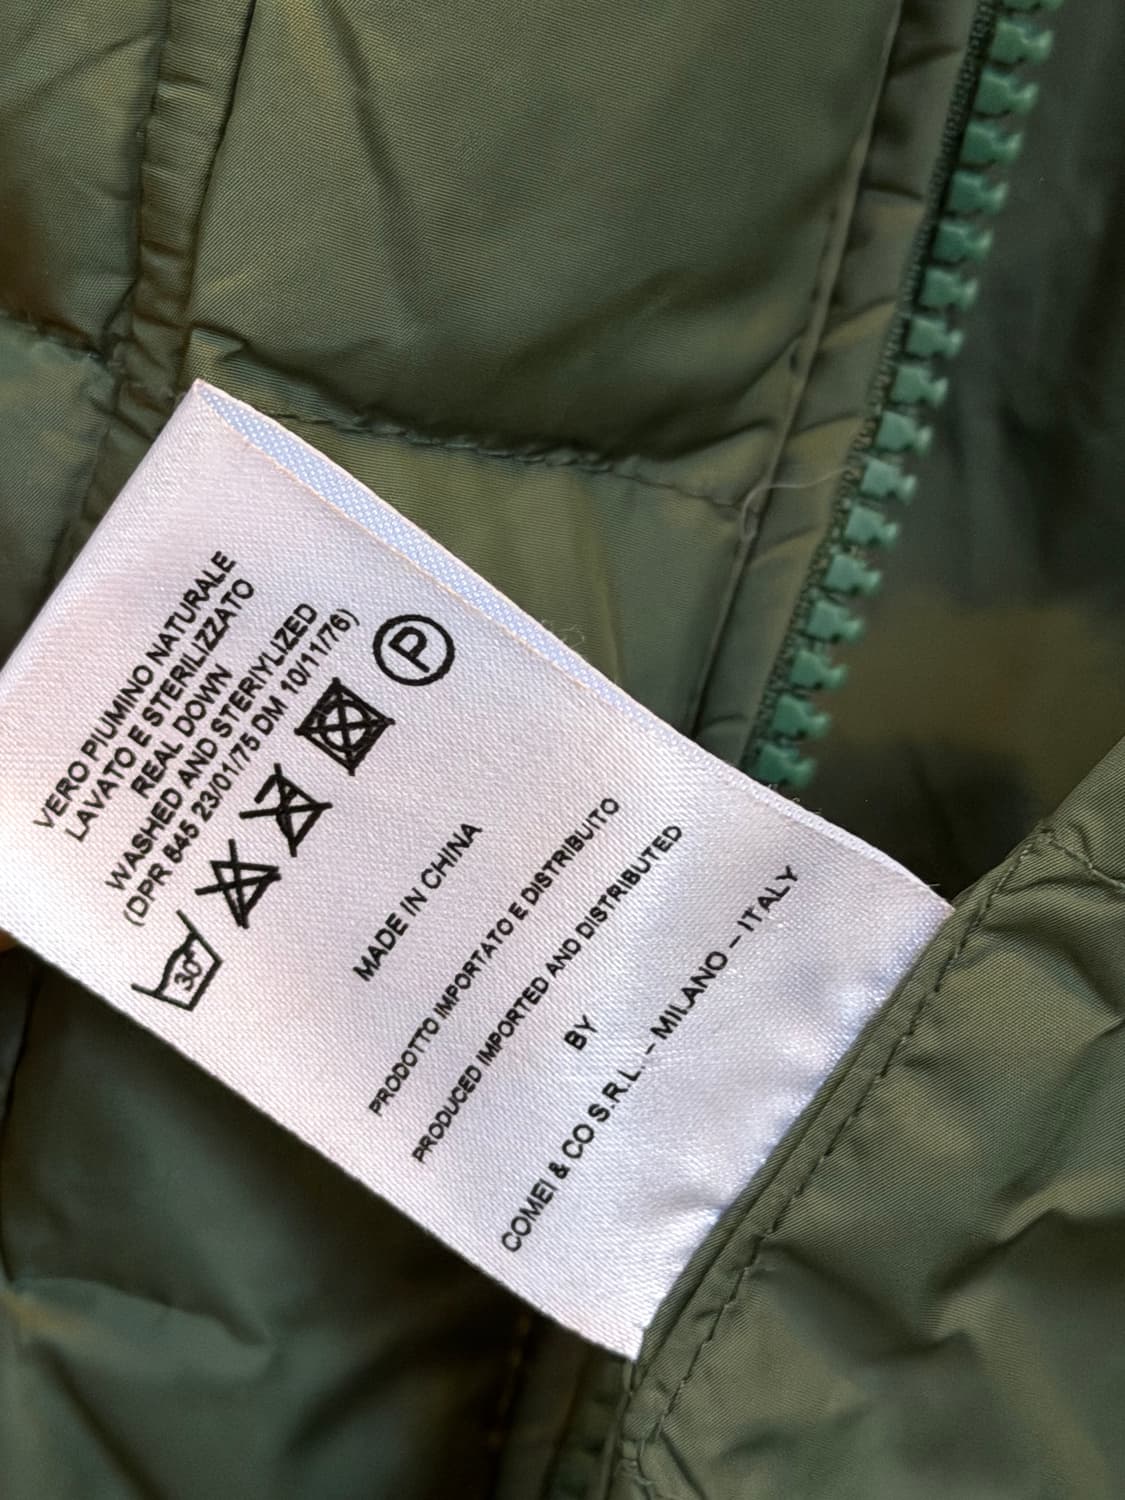 VERO PIUMINO NATURALE
LAVATO E STERILIZZATO
REAL DOWN
WASHED AND STERIYLIZED
(DPR 845 23/01/75 DM 10/11/76)
30°
P
MADE IN CHINA
PRODOTTO IMPORTATO E DISTRIBUITO
PRODUCED IMPORTED AND DISTRIBUTED
BY
COMEI & CO S.R.L. – MILANO – ITALY